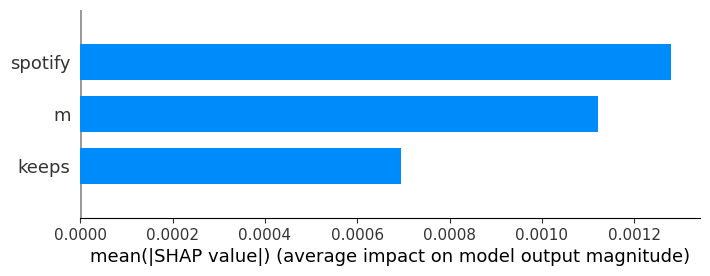 spotify
m
keeps
0.0000 0.0002 0.0004 0.0006 0.0008 0.0010 0.0012
mean(|SHAP value|) (average impact on model output magnitude)